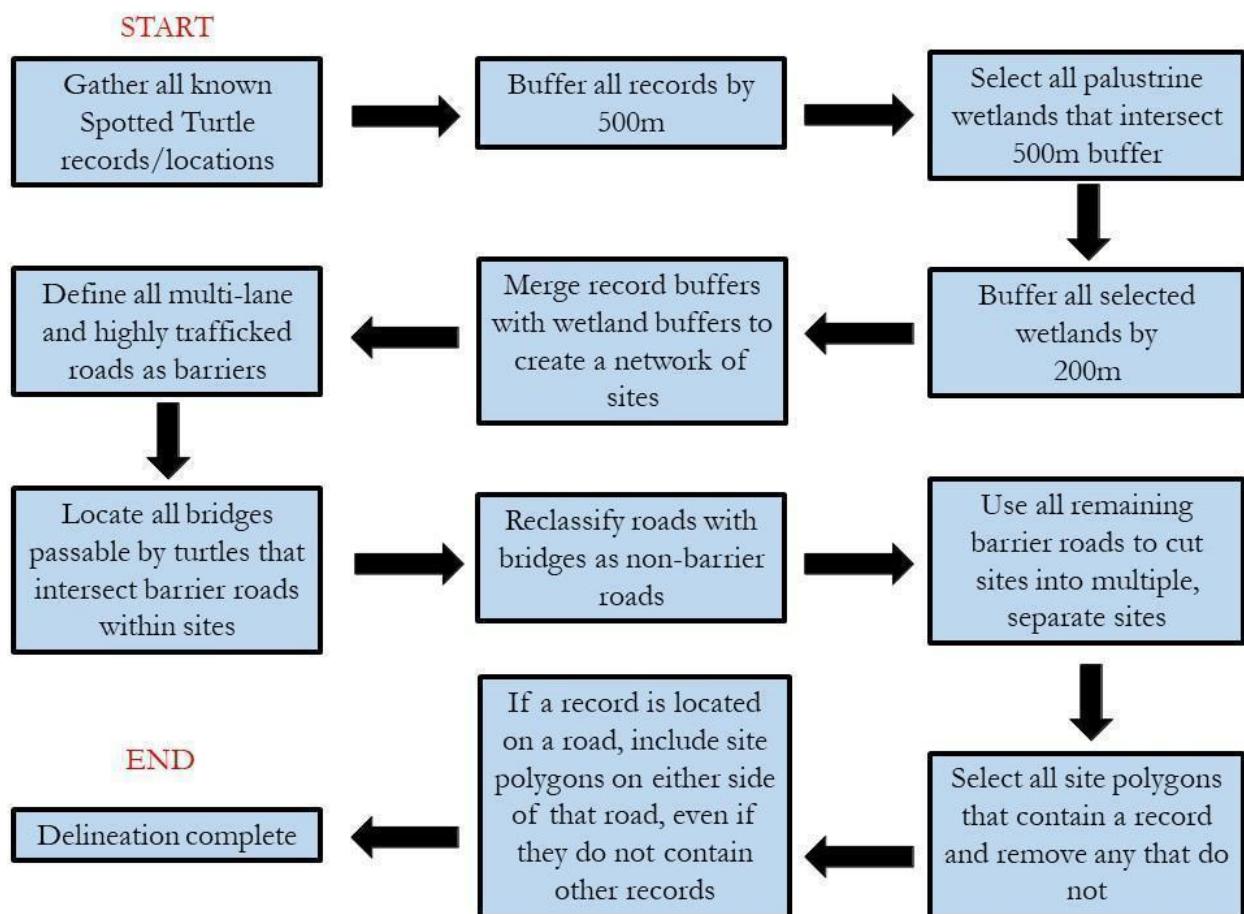 START
Gather all known
Spotted Turtle
records/locations
Buffer all records by
500m
Select all palustrine
wetlands that intersect
500m buffer
Buffer all selected
wetlands by
200m
Merge record buffers
with wetland buffers to
create a network of
sites
Define all multi-lane
and highly trafficked
roads as barriers
Locate all bridges
passable by turtles that
intersect barrier roads
within sites
Reclassify roads with
bridges as non-barrier
roads
Use all remaining
barrier roads to cut
sites into multiple,
separate sites
Select all site polygons
that contain a record
and remove any that do
not
If a record is located
on a road, include site
polygons on either side
of that road, even if
they do not contain
other records
END
Delineation complete